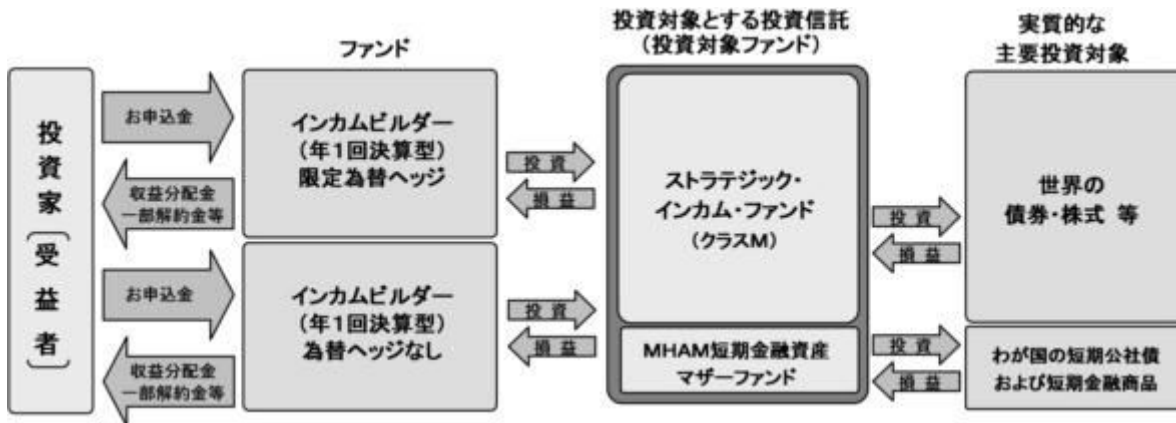 ファンド
投資対象とする投資信託
(投資対象ファンド)
実質的な
主要投資対象
投資家〔受益者〕
お申込金
収益分配金
一部解約金等
お申込金
収益分配金
一部解約金等
インカムビルダー
(年1回決算型)
限定為替ヘッジ
インカムビルダー
(年1回決算型)
為替ヘッジなし
投資
損益
投資
損益
ストラテジック・
インカム・ファンド
(クラスM)
MHAM短期金融資産
マザーファンド
投資
損益
投資
損益
世界の
債券・株式 等
わが国の短期公社債
および短期金融商品